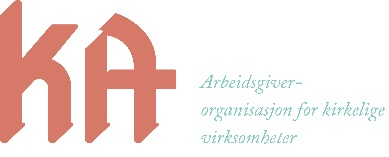 KA
Arbeidsgiver-
organisasjon for kirkelige
virksomheter